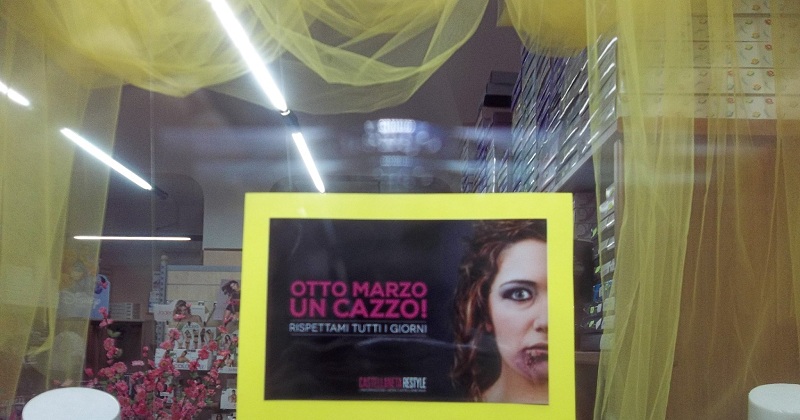 OTTO MARZO
UN CAZZO!
RISPETTAMI TUTTI I GIORNI
CASTELLANETA RESTYLE